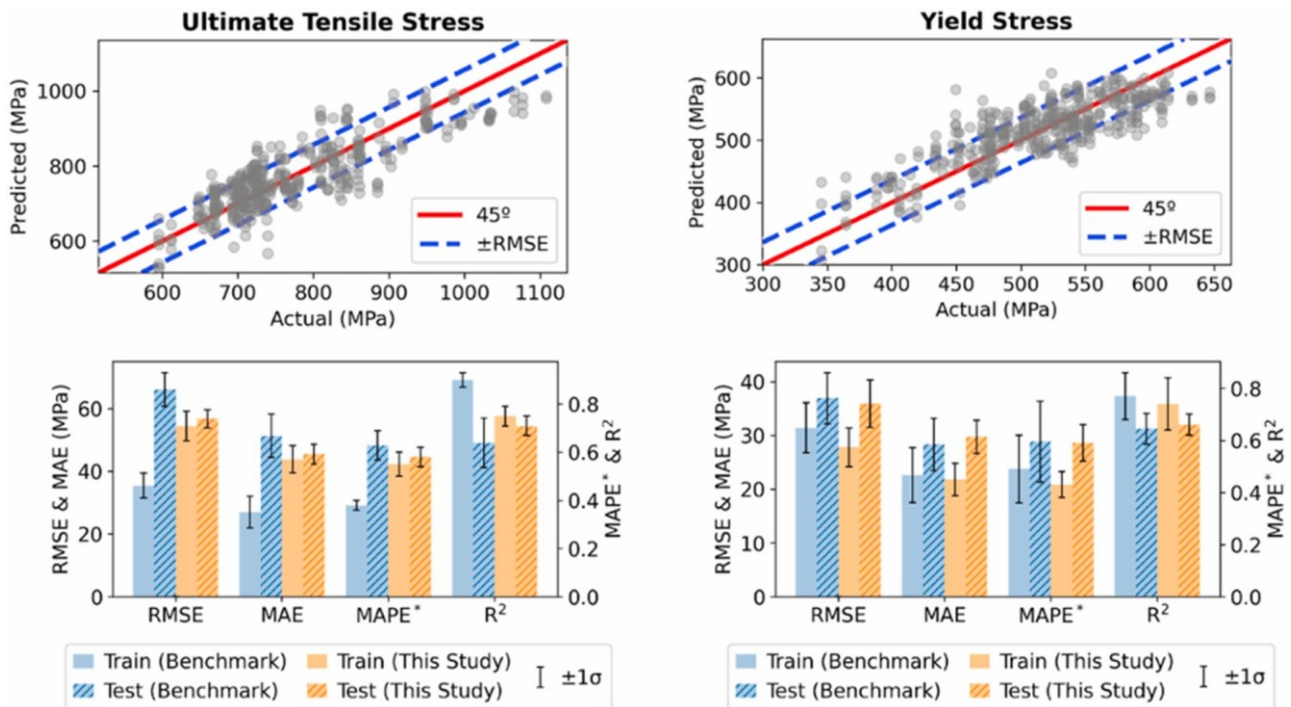 Ultimate Tensile Stress
Predicted (MPa)
1000
800
600
45º
±RMSE
600 700 800 900 1000 1100
Actual (MPa)
Yield Stress
Predicted (MPa)
600
500
400
300
45º
±RMSE
300 350 400 450 500 550 600 650
Actual (MPa)
RMSE & MAE (MPa)
60
40
20
0
MAPE* & R²
0.8
0.6
0.4
0.2
0.0
RMSE MAE MAPE* R²
Train (Benchmark) Train (This Study)
Test (Benchmark) Test (This Study)
±1σ
RMSE & MAE (MPa)
40
30
20
10
0
MAPE* & R²
0.8
0.6
0.4
0.2
0.0
RMSE MAE MAPE* R²
Train (Benchmark) Train (This Study)
Test (Benchmark) Test (This Study)
±1σ